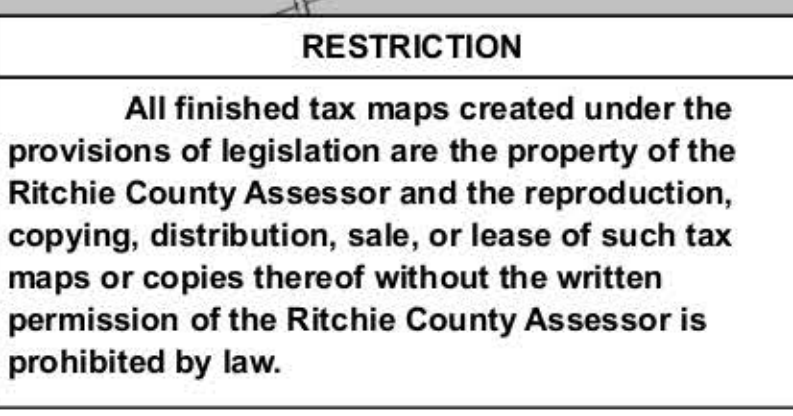 RESTRICTION
All finished tax maps created under the
provisions of legislation are the property of the
Ritchie County Assessor and the reproduction,
copying, distribution, sale, or lease of such tax
maps or copies thereof without the written
permission of the Ritchie County Assessor is
prohibited by law.